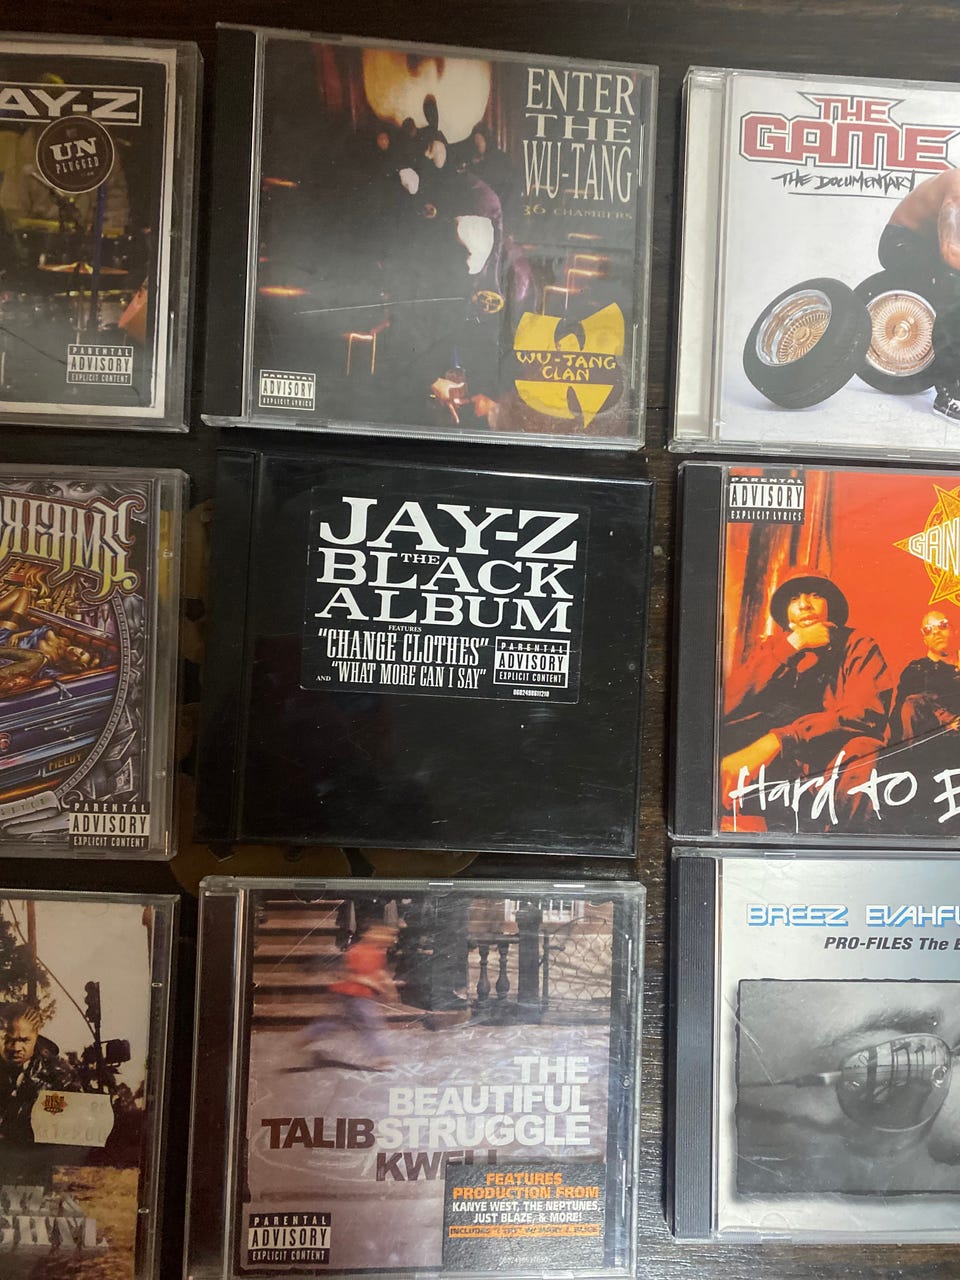 AY-Z
UN
PLUGGED
PARENTAL
ADVISORY
EXPLICIT CONTENT
ENTER
THE
WU-TANG
36 CHAMBERS
WU-TANG
CLAN
PARENTAL
ADVISORY
EXPLICIT LYRICS
THE
GAME
THE DOCUMENTARY
REAMS
PARENTAL
ADVISORY
EXPLICIT CONTENT
JAY-Z
THE
BLACK
ALBUM
FEATURES
"CHANGE CLOTHES"
AND "WHAT MORE CAN I SAY"
PARENTAL
ADVISORY
EXPLICIT CONTENT
PARENTAL
ADVISORY
EXPLICIT LYRICS
GAN
Hard to E
THE
BEAUTIFUL
TALIB STRUGGLE
KWELI
FEATURES
PRODUCTION FROM
KANYE WEST, THE NEPTUNES,
JUST BLAZE, & MORE!
PARENTAL
ADVISORY
EXPLICIT CONTENT
BREEZ EVAHFL
PRO-FILES The E